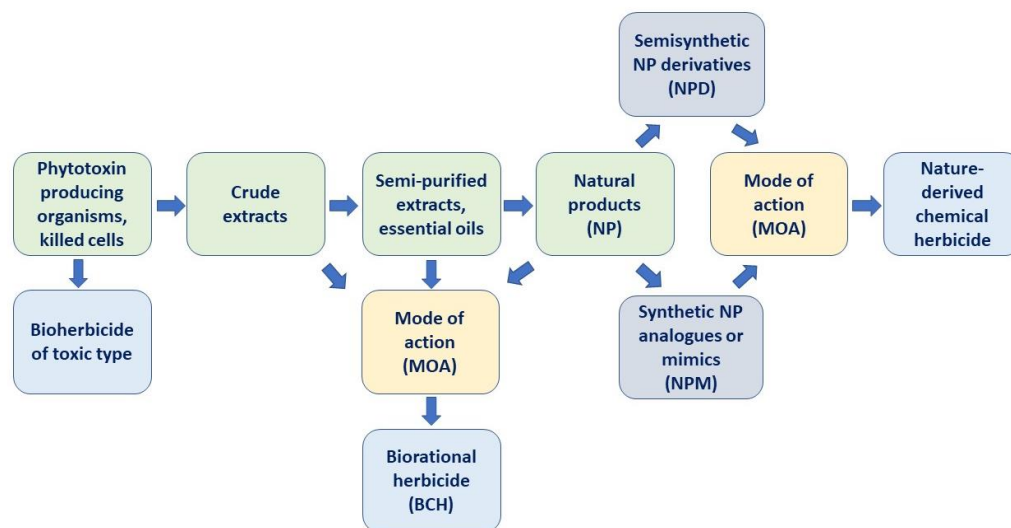 Semisynthetic
NP derivatives
(NPD)
Phytotoxin
producing
organisms,
killed cells
Crude
extracts
Semi-purified
extracts,
essential oils
Natural
products
(NP)
Mode of
action
(MOA)
Nature-
derived
chemical
herbicide
Bioherbicide
of toxic type
Mode of
action
(MOA)
Synthetic NP
analogues or
mimics
(NPM)
Biorational
herbicide
(BCH)